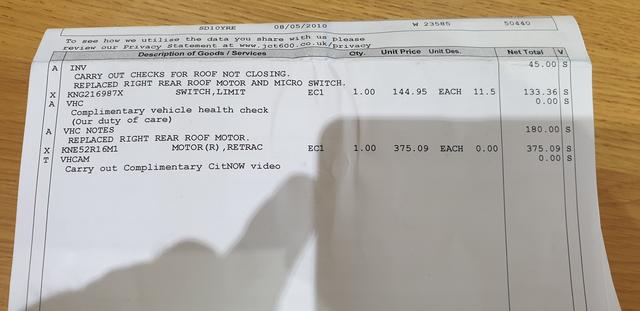 SD10YRE 08/05/2010 W 23585 50440
To see how we utilise the data you share with us please
review our Privacy Statement at www.jct600.co.uk/privacy
Description of Goods / Services Qty. Unit Price Unit Des. Net Total V
A INV 45.00 S
CARRY OUT CHECKS FOR ROOF NOT CLOSING.
REPLACED RIGHT REAR ROOF MOTOR AND MICRO SWITCH.
X KNG216987X SWITCH,LIMIT EC1 1.00 144.95 EACH 11.5 133.36 S
A VHC 0.00 S
Complimentary vehicle health check
(Our duty of care)
A VHC NOTES 180.00 S
REPLACED RIGHT REAR ROOF MOTOR.
X KNE52R16M1 MOTOR(R),RETRAC EC1 1.00 375.09 EACH 0.00 375.09 S
T VHCAM 0.00 S
Carry out Complimentary CitNOW video